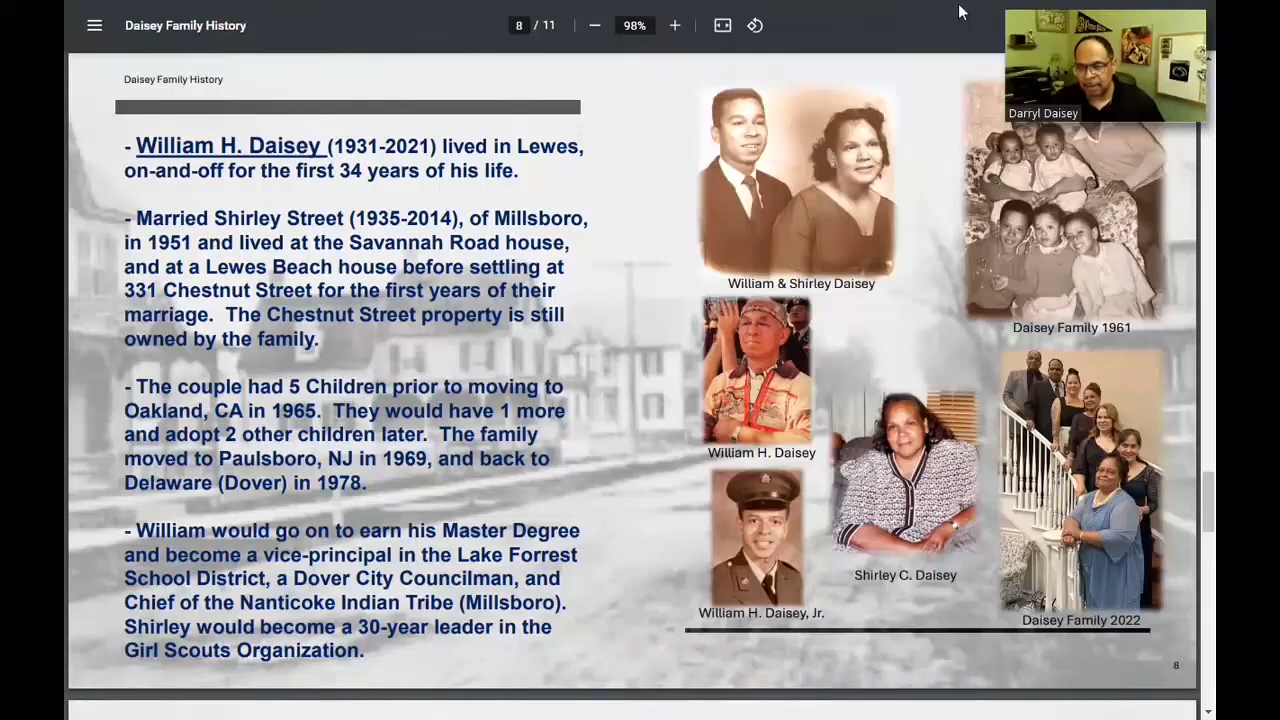 Daisey Family History
8 / 11
98%
Darryl Daisey
Daisey Family History
- William H. Daisey (1931-2021) lived in Lewes,
on-and-off for the first 34 years of his life.
- Married Shirley Street (1935-2014), of Millsboro,
in 1951 and lived at the Savannah Road house,
and at a Lewes Beach house before settling at
331 Chestnut Street for the first years of their
marriage. The Chestnut Street property is still
owned by the family.
- The couple had 5 Children prior to moving to
Oakland, CA in 1965. They would have 1 more
and adopt 2 other children later. The family
moved to Paulsboro, NJ in 1969, and back to
Delaware (Dover) in 1978.
- William would go on to earn his Master Degree
and become a vice-principal in the Lake Forrest
School District, a Dover City Councilman, and
Chief of the Nanticoke Indian Tribe (Millsboro).
Shirley would become a 30-year leader in the
Girl Scouts Organization.
William & Shirley Daisey
Daisey Family 1961
William H. Daisey
Shirley C. Daisey
William H. Daisey, Jr.
Daisey Family 2022
8